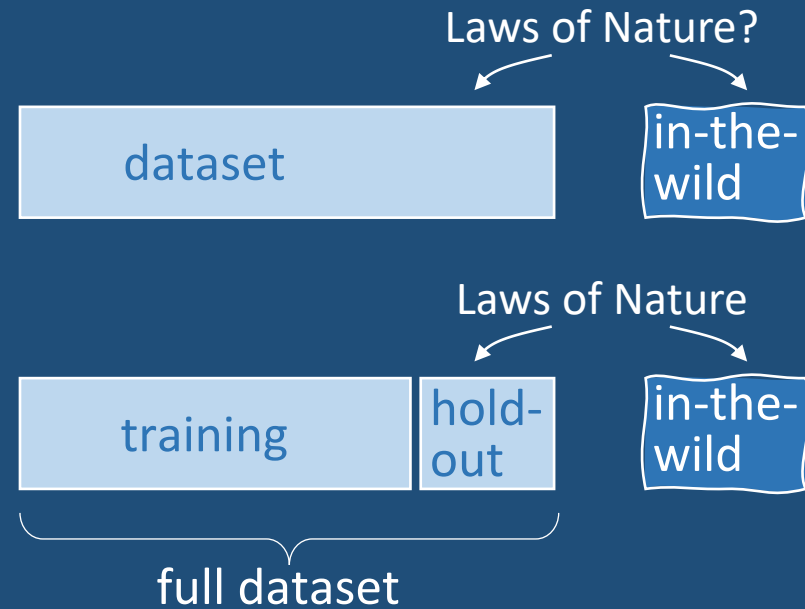 Laws of Nature?
dataset
in-the-
wild
Laws of Nature
training
hold-
out
in-the-
wild
full dataset